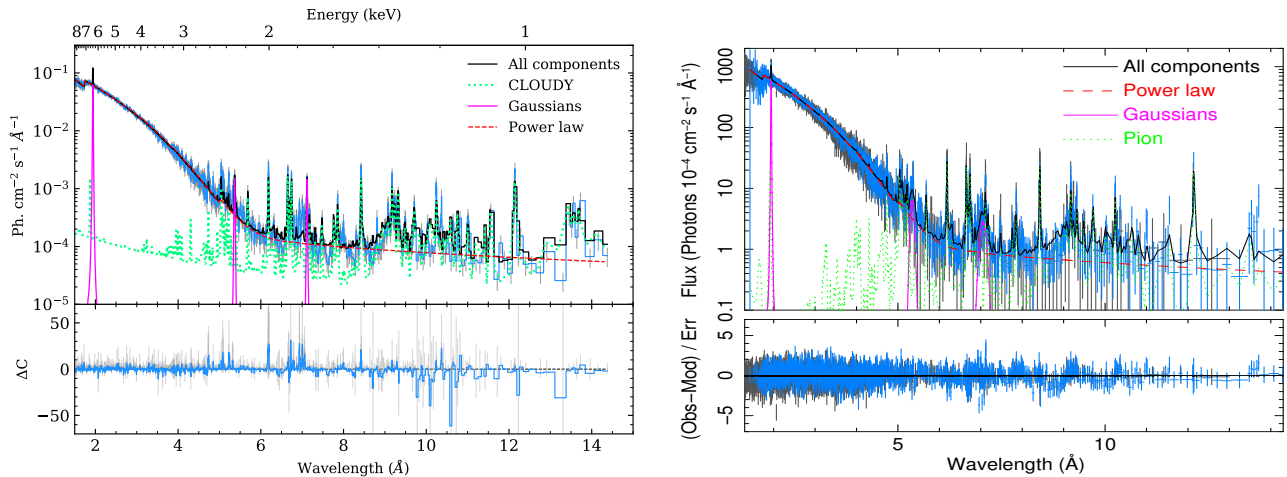 Energy (keV)
87 6 5 4 3 2 1
All components
CLOUDY
Gaussians
Power law
10⁻¹
10⁻²
10⁻³
10⁻⁴
10⁻⁵
Ph. cm⁻² s⁻¹ Å⁻¹
50
0
−50
ΔC
2 4 6 8 10 12 14
Wavelength (Å)
All components
Power law
Gaussians
Pion
1000
100
10
1
0.1
Flux (Photons 10⁻⁴ cm⁻² s⁻¹ Å⁻¹)
5
0
−5
(Obs−Mod) / Err
5 10
Wavelength (Å)